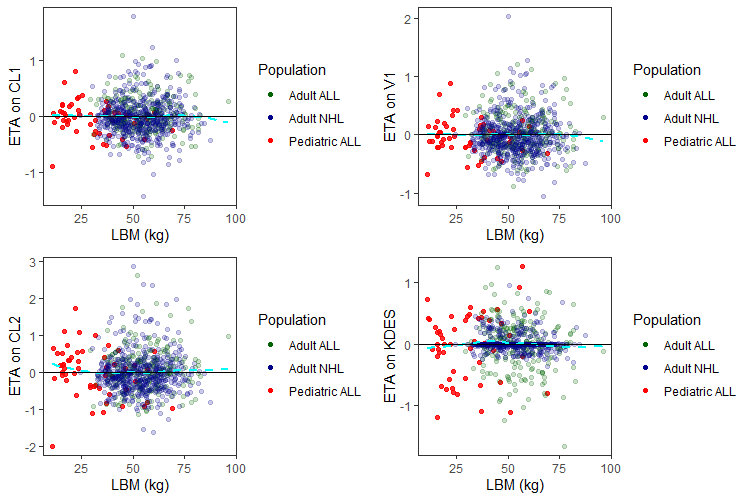 ETA on CL1
1
0
-1
25
50
75
100
LBM (kg)
Population
Adult ALL
Adult NHL
Pediatric ALL
ETA on V1
2
1
0
-1
25
50
75
100
LBM (kg)
Population
Adult ALL
Adult NHL
Pediatric ALL
ETA on CL2
3
2
1
0
-1
-2
25
50
75
100
LBM (kg)
Population
Adult ALL
Adult NHL
Pediatric ALL
ETA on KDES
1
0
-1
25
50
75
100
LBM (kg)
Population
Adult ALL
Adult NHL
Pediatric ALL